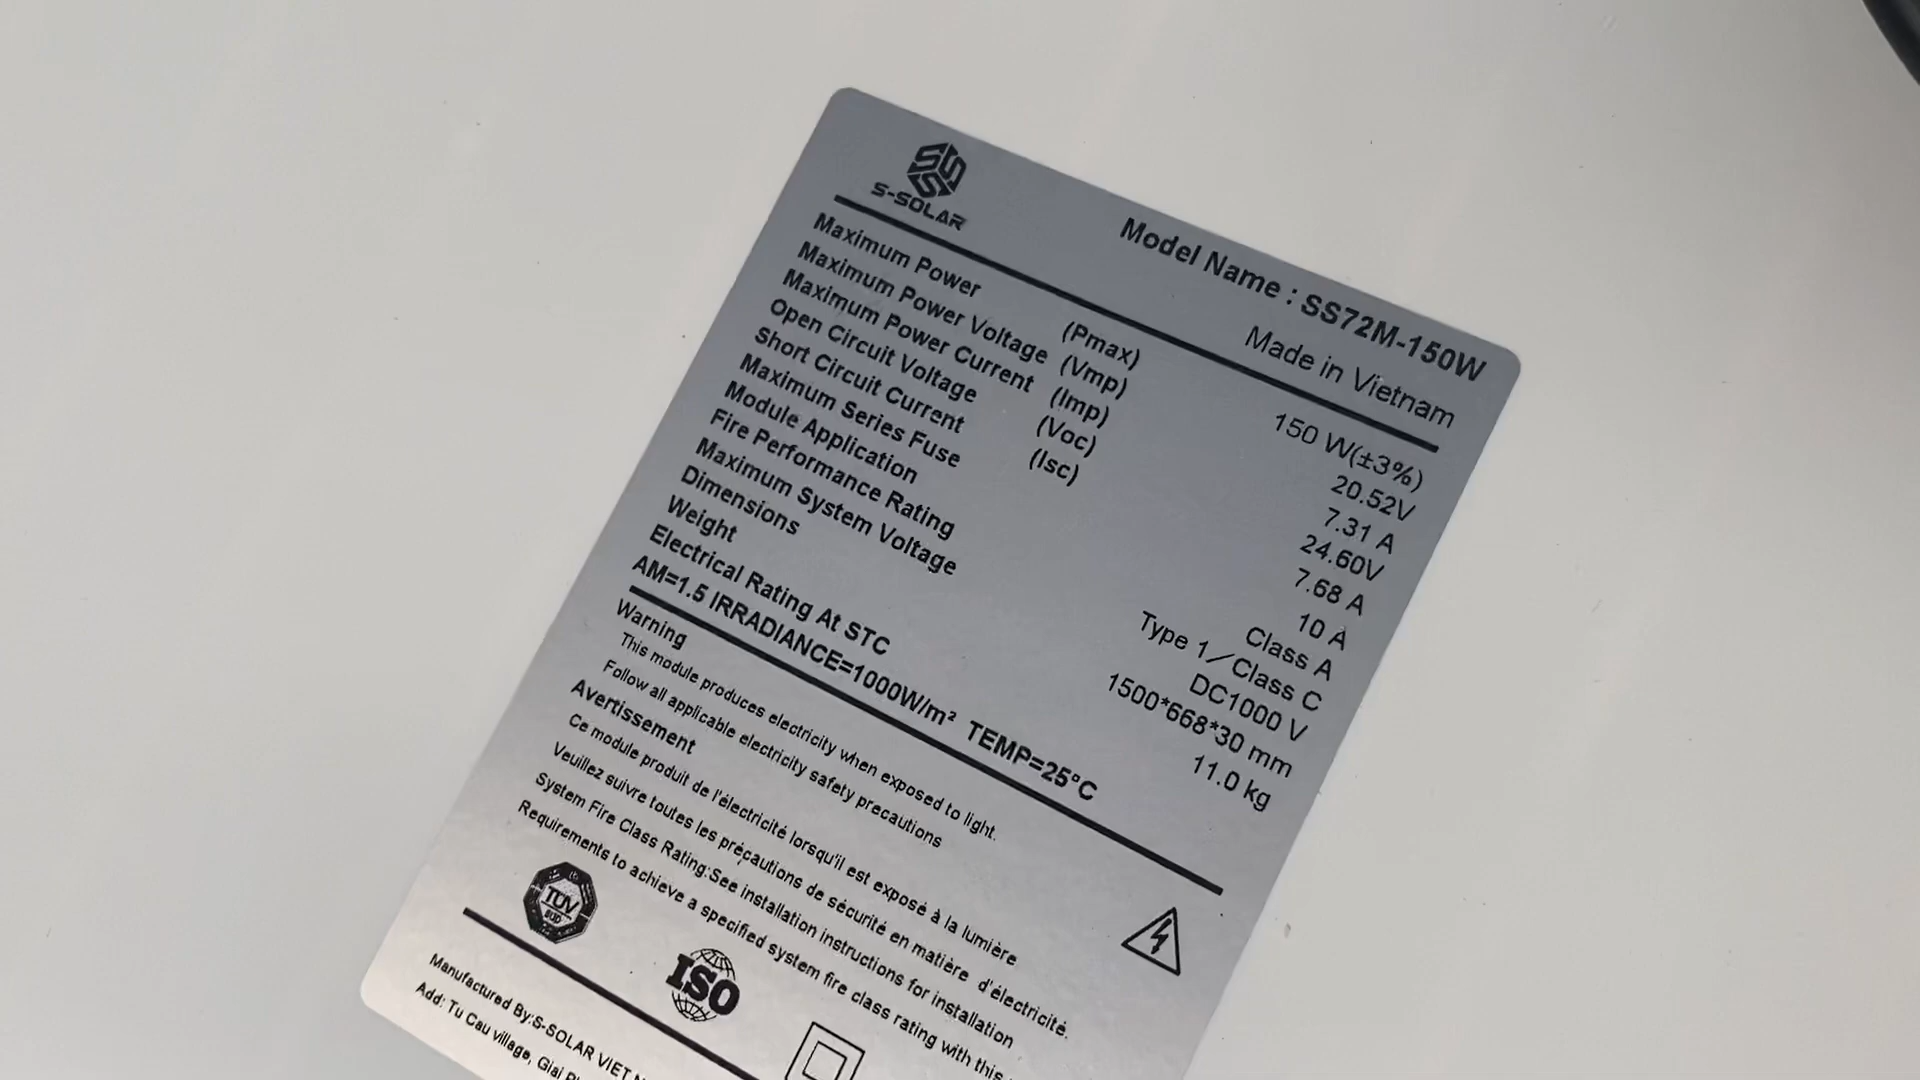 S-SOLAR
Model Name : SS72M-150W
Made in Vietnam
Maximum Power (Pmax) 150 W(±3%)
Maximum Power Voltage (Vmp) 20.52V
Maximum Power Current (Imp) 7.31 A
Open Circuit Voltage (Voc) 24.60V
Short Circuit Current (Isc) 7.68 A
Maximum Series Fuse 10 A
Module Application Class A
Fire Performance Rating Type 1/Class C
Maximum System Voltage DC1000 V
Dimensions 1500*668*30 mm
Weight 11.0 kg
Electrical Rating At STC
AM=1.5 IRRADIANCE=1000W/m² TEMP=25°C
Warning
This module produces electricity when exposed to light.
Follow all applicable electricity safety precautions
Avertissement
Ce module produit de l'électricité lorsqu'il est exposé à la lumière
Veuillez suivre toutes les précautions de sécurité en matière d'électricité.
System Fire Class Rating:See installation instructions for installation
Requirements to achieve a specified system fire class rating with this
TÜV
SÜD
ISO
Manufactured By:S-SOLAR VIET
Add: Tu Cau village, Giai